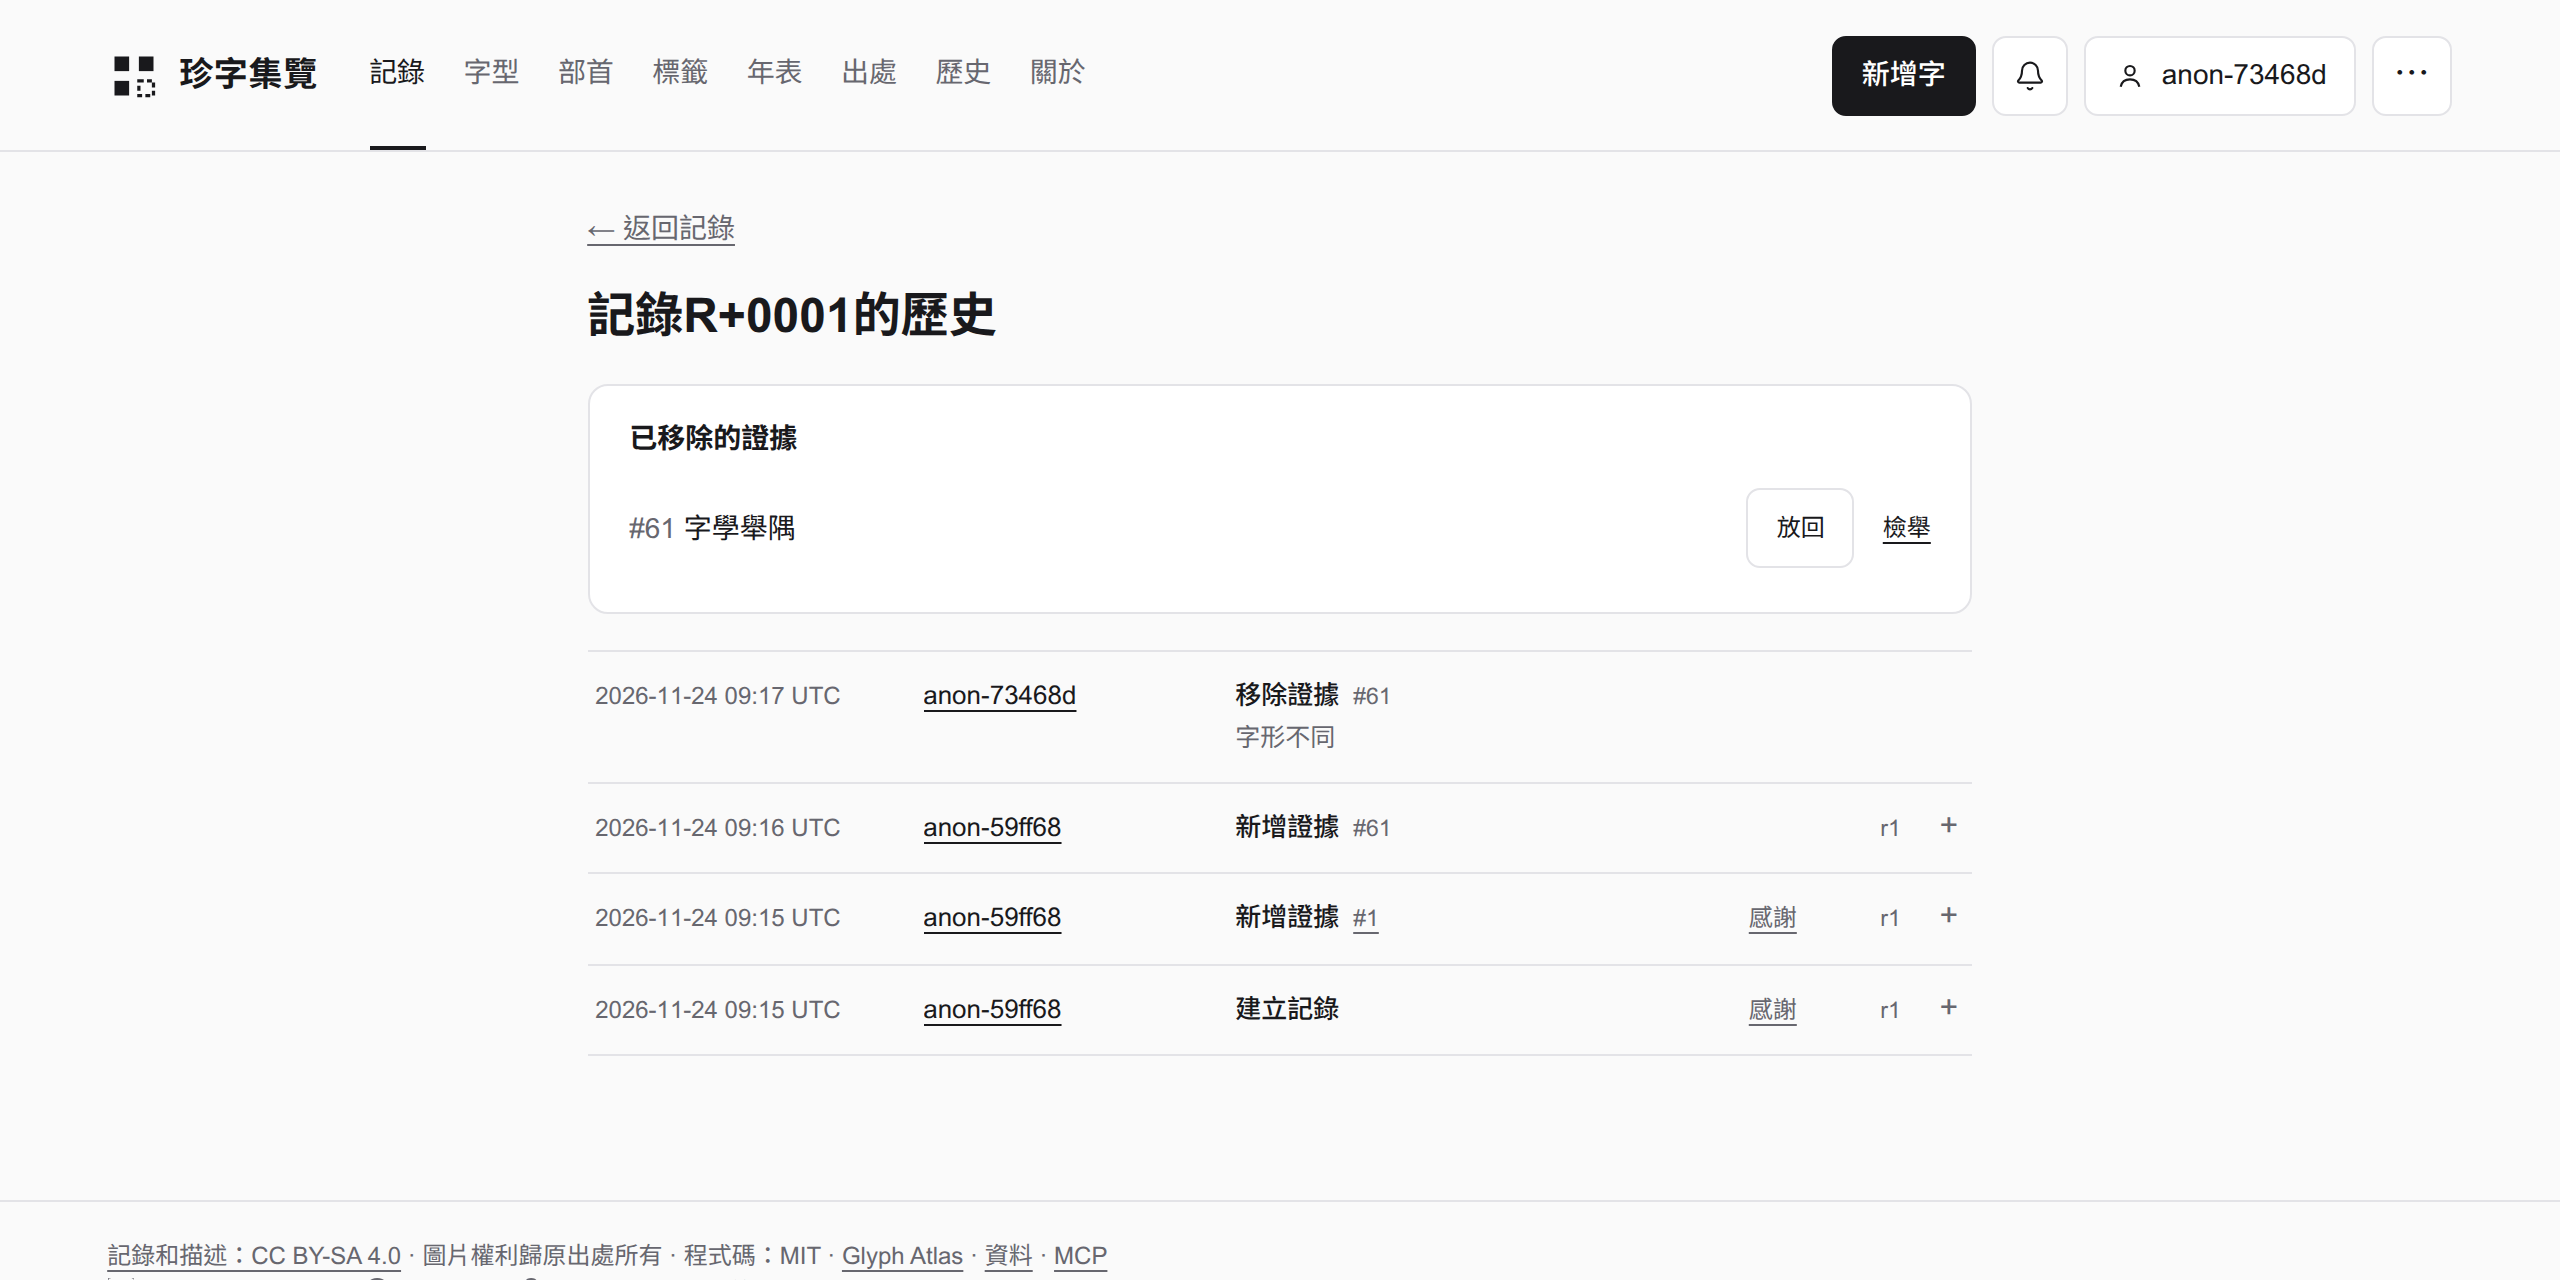 珍字集覽 記錄 字型 部首 標籤 年表 出處 歷史 關於 新增字 anon-73468d ···
← 返回記錄
記錄R+0001的歷史
已移除的證據
#61 字學舉隅 放回 檢舉
2026-11-24 09:17 UTC anon-73468d 移除證據 #61
字形不同
2026-11-24 09:16 UTC anon-59ff68 新增證據 #61 r1 +
2026-11-24 09:15 UTC anon-59ff68 新增證據 #1 感謝 r1 +
2026-11-24 09:15 UTC anon-59ff68 建立記錄 感謝 r1 +
記錄和描述：CC BY-SA 4.0 · 圖片權利歸原出處所有 · 程式碼：MIT · Glyph Atlas · 資料 · MCP